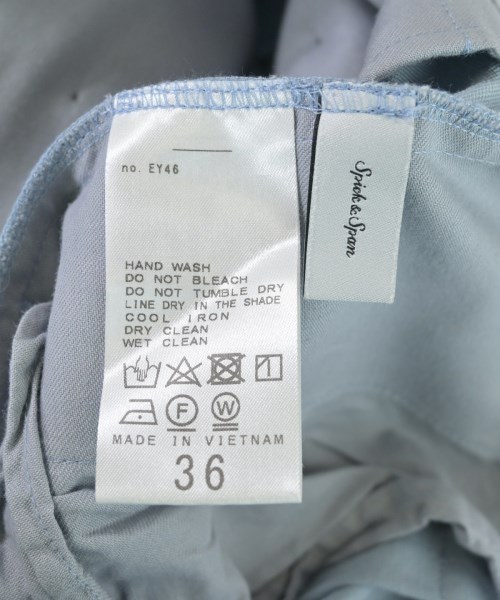 no. EY46
HAND WASH
DO NOT BLEACH
DO NOT TUMBLE DRY
LINE DRY IN THE SHADE
COOL IRON
DRY CLEAN
WET CLEAN
F W
MADE IN VIETNAM
36
Spick & Span